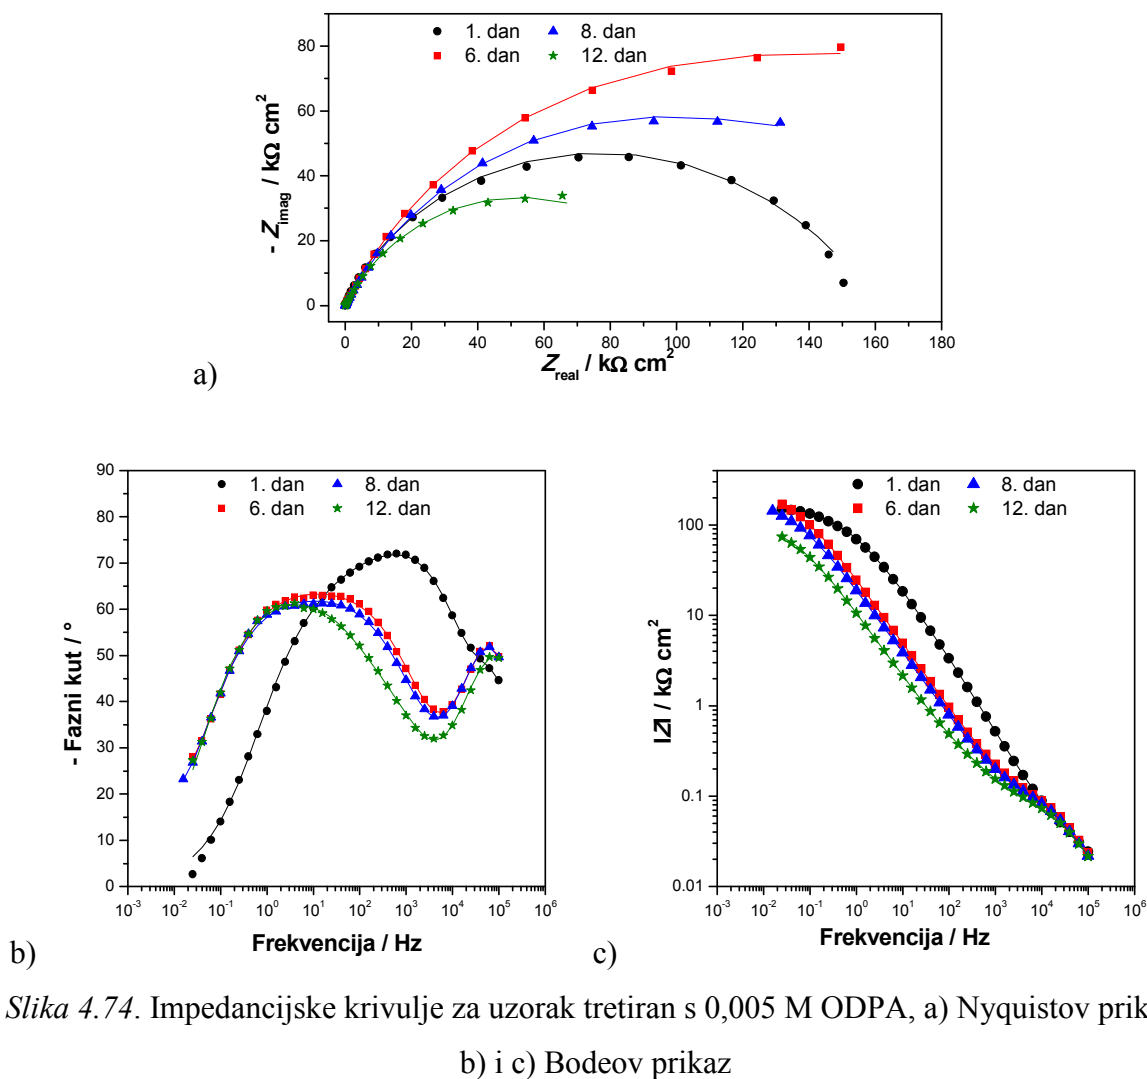 1. dan 8. dan
6. dan 12. dan
- Zimag / kΩ cm2
80
60
40
20
0
0 20 40 60 80 100 120 140 160 180
Zreal / kΩ cm2
a)
1. dan 8. dan
6. dan 12. dan
- Fazni kut / °
90
80
70
60
50
40
30
20
10
0
10-3 10-2 10-1 100 101 102 103 104 105 106
Frekvencija / Hz
b)
1. dan 8. dan
6. dan 12. dan
|Z| / kΩ cm2
100
10
1
0.1
0.01
10-3 10-2 10-1 100 101 102 103 104 105 106
Frekvencija / Hz
c)
Slika 4.74. Impedancijske krivulje za uzorak tretiran s 0,005 M ODPA, a) Nyquistov prik
b) i c) Bodeov prikaz